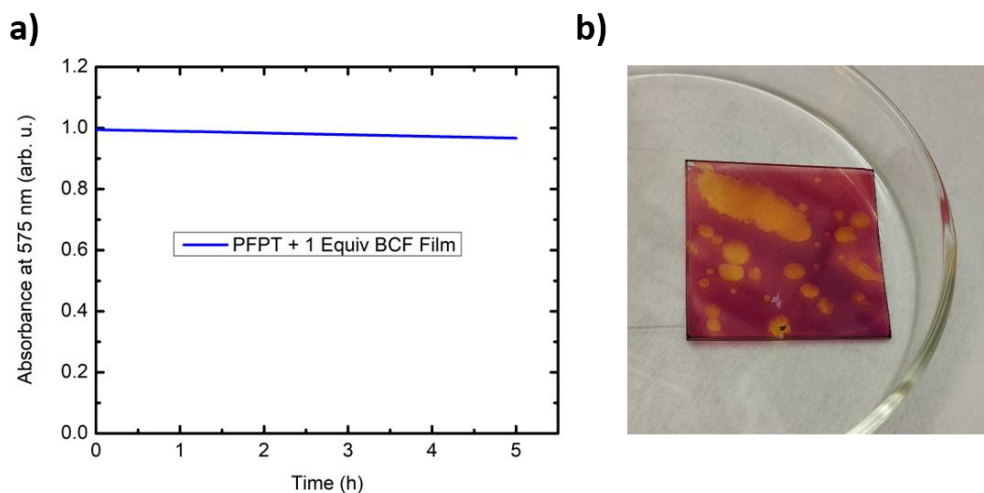 a)
1.2
1.0
0.8
0.6
0.4
0.2
0.0
Absorbance at 575 nm (arb. u.)
PFPT + 1 Equiv BCF Film
0 1 2 3 4 5
Time (h)
b)